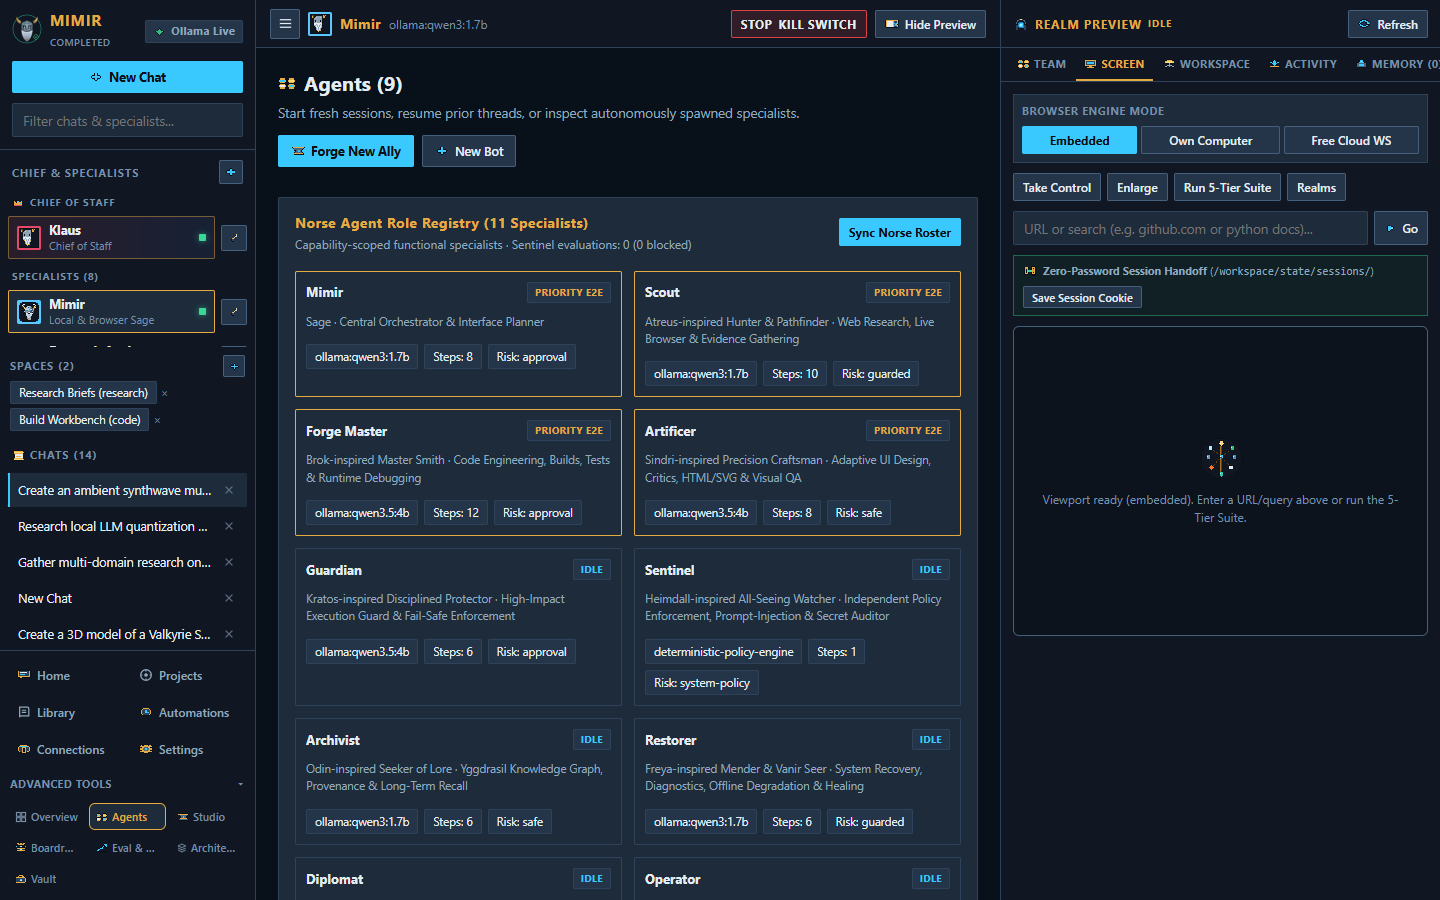 MIMIR
COMPLETED
Ollama Live
New Chat
Filter chats & specialists...
CHIEF & SPECIALISTS
CHIEF OF STAFF
Klaus
Chief of Staff
SPECIALISTS (8)
Mimir
Local & Browser Sage
SPACES (2)
Research Briefs (research) ×
Build Workbench (code) ×
CHATS (14)
Create an ambient synthwave mu... ×
Research local LLM quantization ... ×
Gather multi-domain research on... ×
New Chat ×
Create a 3D model of a Valkyrie S... ×
Home
Projects
Library
Automations
Connections
Settings
ADVANCED TOOLS
Overview
Agents
Studio
Boardr...
Eval & ...
Archite...
Vault
Mimir ollama:qwen3:1.7b
STOP KILL SWITCH
Hide Preview
Agents (9)
Start fresh sessions, resume prior threads, or inspect autonomously spawned specialists.
Forge New Ally
New Bot
Norse Agent Role Registry (11 Specialists)
Capability-scoped functional specialists · Sentinel evaluations: 0 (0 blocked)
Sync Norse Roster
Mimir
PRIORITY E2E
Sage · Central Orchestrator & Interface Planner
ollama:qwen3:1.7b
Steps: 8
Risk: approval
Scout
PRIORITY E2E
Atreus-inspired Hunter & Pathfinder · Web Research, Live
Browser & Evidence Gathering
ollama:qwen3:1.7b
Steps: 10
Risk: guarded
Forge Master
PRIORITY E2E
Brok-inspired Master Smith · Code Engineering, Builds, Tests
& Runtime Debugging
ollama:qwen3.5:4b
Steps: 12
Risk: approval
Artificer
PRIORITY E2E
Sindri-inspired Precision Craftsman · Adaptive UI Design,
Critics, HTML/SVG & Visual QA
ollama:qwen3.5:4b
Steps: 8
Risk: safe
Guardian
IDLE
Kratos-inspired Disciplined Protector · High-Impact
Execution Guard & Fail-Safe Enforcement
ollama:qwen3.5:4b
Steps: 6
Risk: approval
Sentinel
IDLE
Heimdall-inspired All-Seeing Watcher · Independent Policy
Enforcement, Prompt-Injection & Secret Auditor
deterministic-policy-engine
Steps: 1
Risk: system-policy
Archivist
IDLE
Odin-inspired Seeker of Lore · Yggdrasil Knowledge Graph,
Provenance & Long-Term Recall
ollama:qwen3:1.7b
Steps: 6
Risk: safe
Restorer
IDLE
Freya-inspired Mender & Vanir Seer · System Recovery,
Diagnostics, Offline Degradation & Healing
ollama:qwen3:1.7b
Steps: 6
Risk: guarded
Diplomat
IDLE
Operator
IDLE
REALM PREVIEW IDLE
Refresh
TEAM
SCREEN
WORKSPACE
ACTIVITY
MEMORY (0)
BROWSER ENGINE MODE
Embedded
Own Computer
Free Cloud WS
Take Control
Enlarge
Run 5-Tier Suite
Realms
URL or search (e.g. github.com or python docs)...
Go
Zero-Password Session Handoff (/workspace/state/sessions/)
Save Session Cookie
Viewport ready (embedded). Enter a URL/query above or run the 5-
Tier Suite.